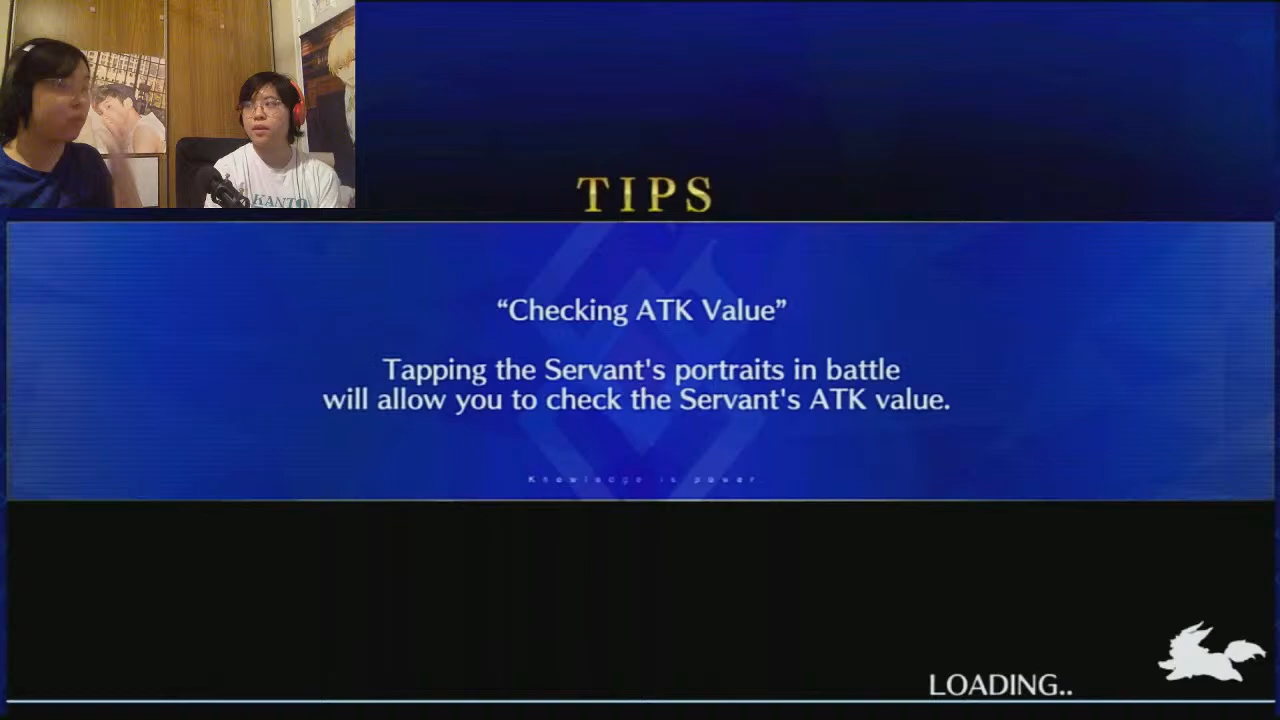 KANTO
TIPS
“Checking ATK Value”
Tapping the Servant's portraits in battle
will allow you to check the Servant's ATK value.
Knowledge is power.
LOADING..